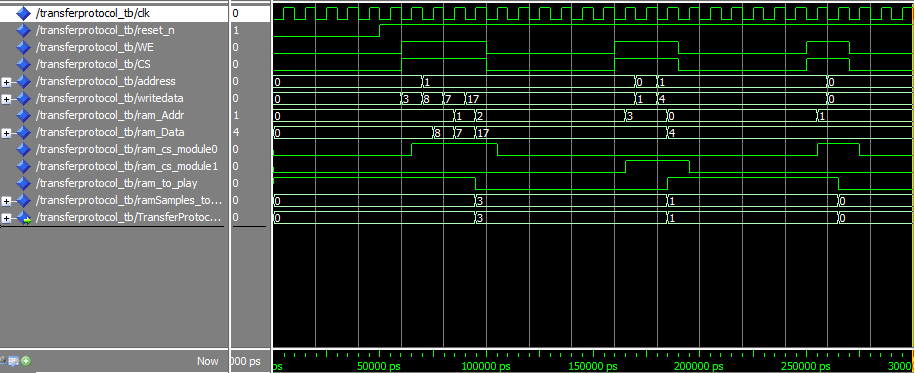 /transferprotocol_tb/clk 0
/transferprotocol_tb/reset_n 1
/transferprotocol_tb/WE 0
/transferprotocol_tb/CS 0
/transferprotocol_tb/address 0 0 1 0 1 0
/transferprotocol_tb/writedata 0 0 3 8 7 17 1 4 0
/transferprotocol_tb/ram_Addr 1 0 1 2 3 0 1
/transferprotocol_tb/ram_Data 4 0 8 7 17 4
/transferprotocol_tb/ram_cs_module0 0
/transferprotocol_tb/ram_cs_module1 0
/transferprotocol_tb/ram_to_play 0
/transferprotocol_tb/ramSamples_to... 0 0 3 1 0
/transferprotocol_tb/TransferProtoc... 0 0 3 1 0
Now 000 ps ps 50000 ps 100000 ps 150000 ps 200000 ps 250000 ps 3000